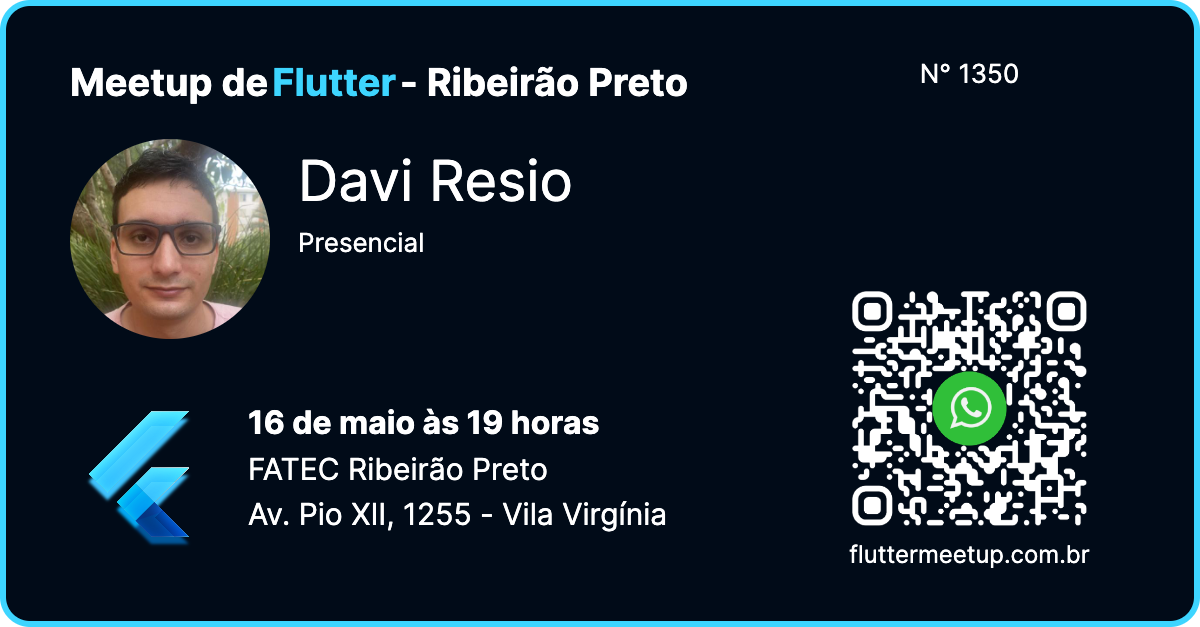 Meetup de Flutter - Ribeirão Preto
N° 1350
Davi Resio
Presencial
16 de maio às 19 horas
FATEC Ribeirão Preto
Av. Pio XII, 1255 - Vila Virgínia
fluttermeetup.com.br